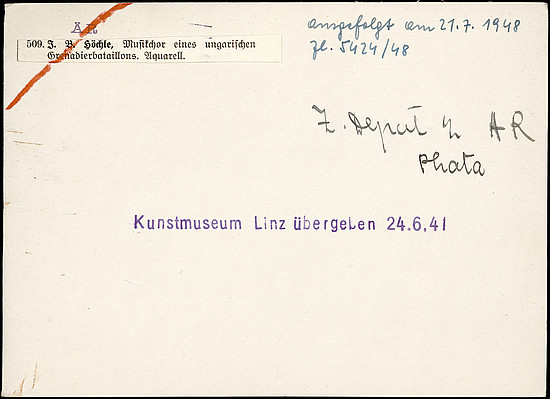 AR
509. J. B. Höchle, Musikchor eines ungarischen
Grenadierbataillons. Aquarell.
ausgefolgt am 21.7.1948
Zl. 5424/48
Z. Depot
AR
Photo
Kunstmuseum Linz übergeben 24.6.41